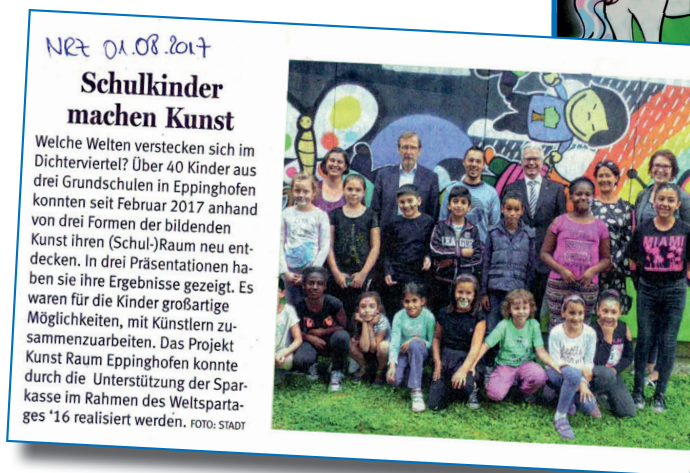 NRZ 01.08.2017
Schulkinder
machen Kunst
Welche Welten verstecken sich im
Dichterviertel? Über 40 Kinder aus
drei Grundschulen in Eppinghofen
konnten seit Februar 2017 anhand
von drei Formen der bildenden
Kunst ihren (Schul-)Raum neu ent-
decken. In drei Präsentationen ha-
ben sie ihre Ergebnisse gezeigt. Es
waren für die Kinder großartige
Möglichkeiten, mit Künstlern zu-
sammenzuarbeiten. Das Projekt
Kunst Raum Eppinghofen konnte
durch die Unterstützung der Spar-
kasse im Rahmen des Weltsparta-
ges ‘16 realisiert werden. FOTO: STADT
LEAGUE
MIAMI